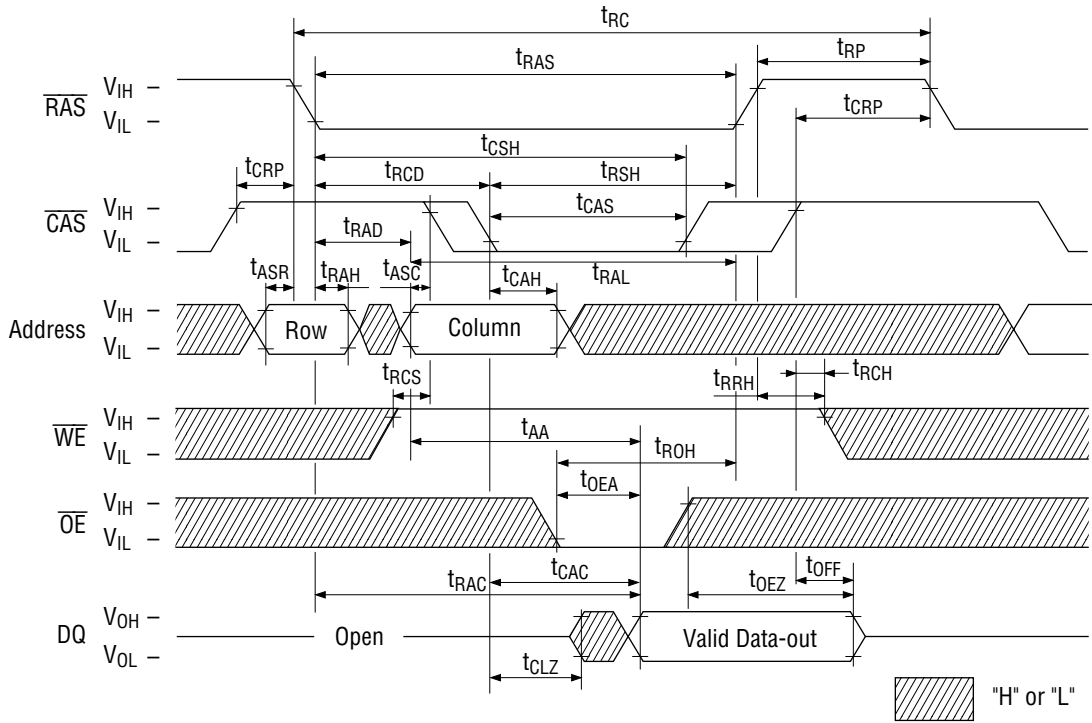 tRC
tRP
tRAS
RAS
VIH
VIL
tCRP
tCSH
tCRP
tRCD
tRSH
CAS
VIH
VIL
tCAS
tRAD
tRAL
tASR
tRAH
tASC
tCAH
Address
VIH
VIL
Row
Column
tRCS
tRRH
tRCH
WE
VIH
VIL
tAA
tROH
tOEA
OE
VIH
VIL
tCAC
tOFF
tRAC
tOEZ
DQ
VOH
VOL
Open
Valid Data-out
tCLZ
"H" or "L"